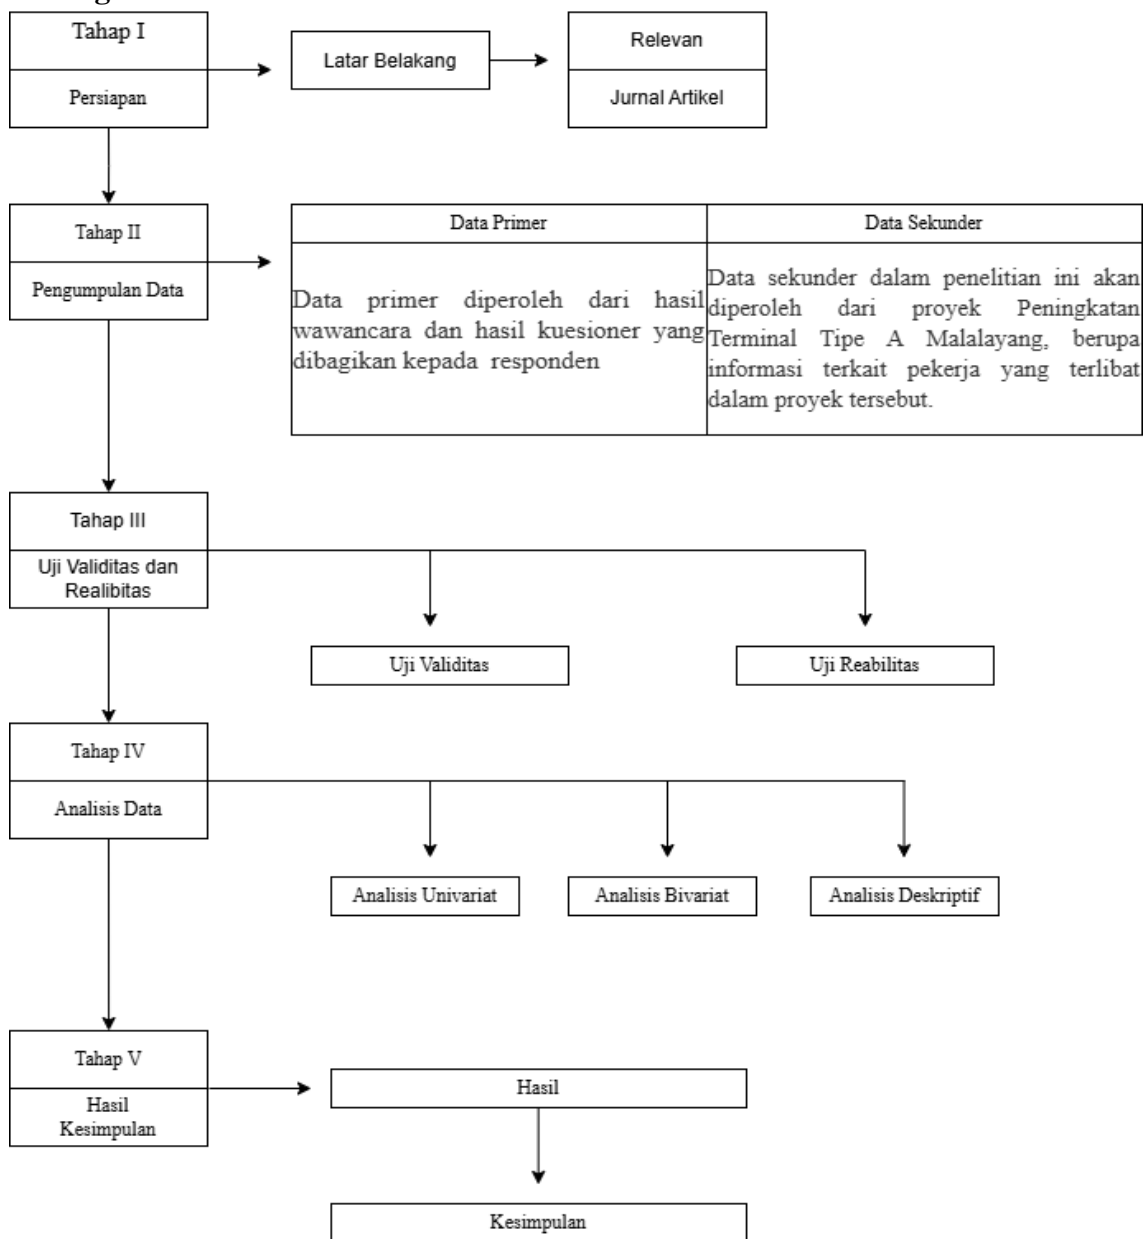 Tahap I
Persiapan
Latar Belakang
Relevan
Jurnal Artikel
Tahap II
Pengumpulan Data
Data Primer
Data primer diperoleh dari hasil
wawancara dan hasil kuesioner yang
dibagikan kepada responden
Data Sekunder
Data sekunder dalam penelitian ini akan
diperoleh dari proyek Peningkatan
Terminal Tipe A Malalayang, berupa
informasi terkait pekerja yang terlibat
dalam proyek tersebut.
Tahap III
Uji Validitas dan
Realibitas
Uji Validitas
Uji Reabilitas
Tahap IV
Analisis Data
Analisis Univariat
Analisis Bivariat
Analisis Deskriptif
Tahap V
Hasil
Kesimpulan
Hasil
Kesimpulan